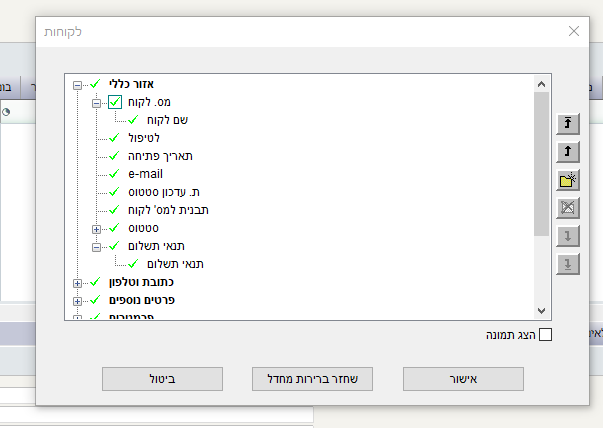 לקוחות
אזור כללי
מס. לקוח
שם לקוח
לטיפול
תאריך פתיחה
e-mail
ת. עדכון סטטוס
תבנית למס' לקוח
סטטוס
תנאי תשלום
תנאי תשלום
כתובת וטלפון
פרטים נוספים
פרמטרים
הצג תמונה
אישור
שחזר ברירות מחדל
ביטול